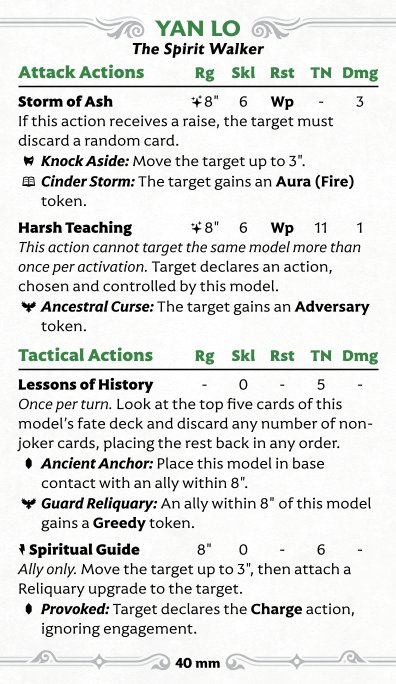 YAN LO
The Spirit Walker
Attack Actions Rg Skl Rst TN Dmg
Storm of Ash 8" 6 Wp - 3
If this action receives a raise, the target must
discard a random card.
Knock Aside: Move the target up to 3".
Cinder Storm: The target gains an Aura (Fire)
token.
Harsh Teaching 8" 6 Wp 11 1
This action cannot target the same model more than
once per activation. Target declares an action,
chosen and controlled by this model.
Ancestral Curse: The target gains an Adversary
token.
Tactical Actions Rg Skl Rst TN Dmg
Lessons of History - 0 - 5 -
Once per turn. Look at the top five cards of this
model's fate deck and discard any number of non-
joker cards, placing the rest back in any order.
Ancient Anchor: Place this model in base
contact with an ally within 8".
Guard Reliquary: An ally within 8" of this model
gains a Greedy token.
Spiritual Guide 8" 0 - 6 -
Ally only. Move the target up to 3", then attach a
Reliquary upgrade to the target.
Provoked: Target declares the Charge action,
ignoring engagement.
40 mm